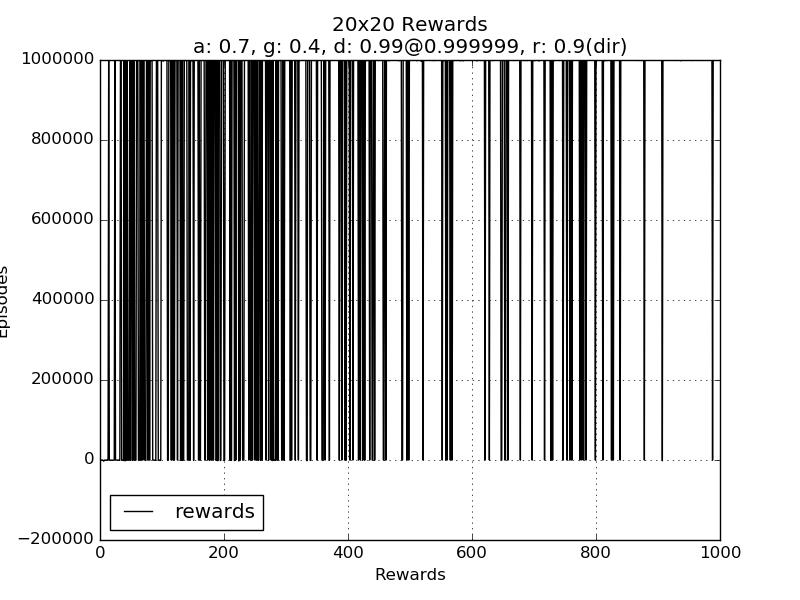 20x20 Rewards
a: 0.7, g: 0.4, d: 0.99@0.999999, r: 0.9(dir)
1000000
800000
600000
400000
200000
0
−200000
Episodes
rewards
0 200 400 600 800 1000
Rewards